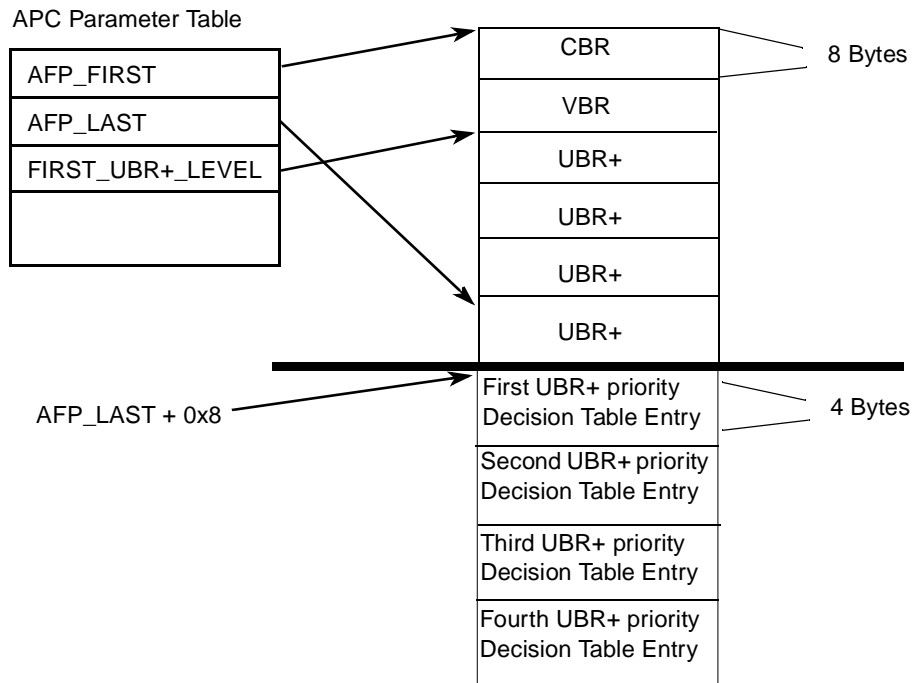 APC Parameter Table
AFP_FIRST
AFP_LAST
FIRST_UBR+_LEVEL
CBR
8 Bytes
VBR
UBR+
UBR+
UBR+
UBR+
AFP_LAST + 0x8
First UBR+ priority
Decision Table Entry
4 Bytes
Second UBR+ priority
Decision Table Entry
Third UBR+ priority
Decision Table Entry
Fourth UBR+ priority
Decision Table Entry